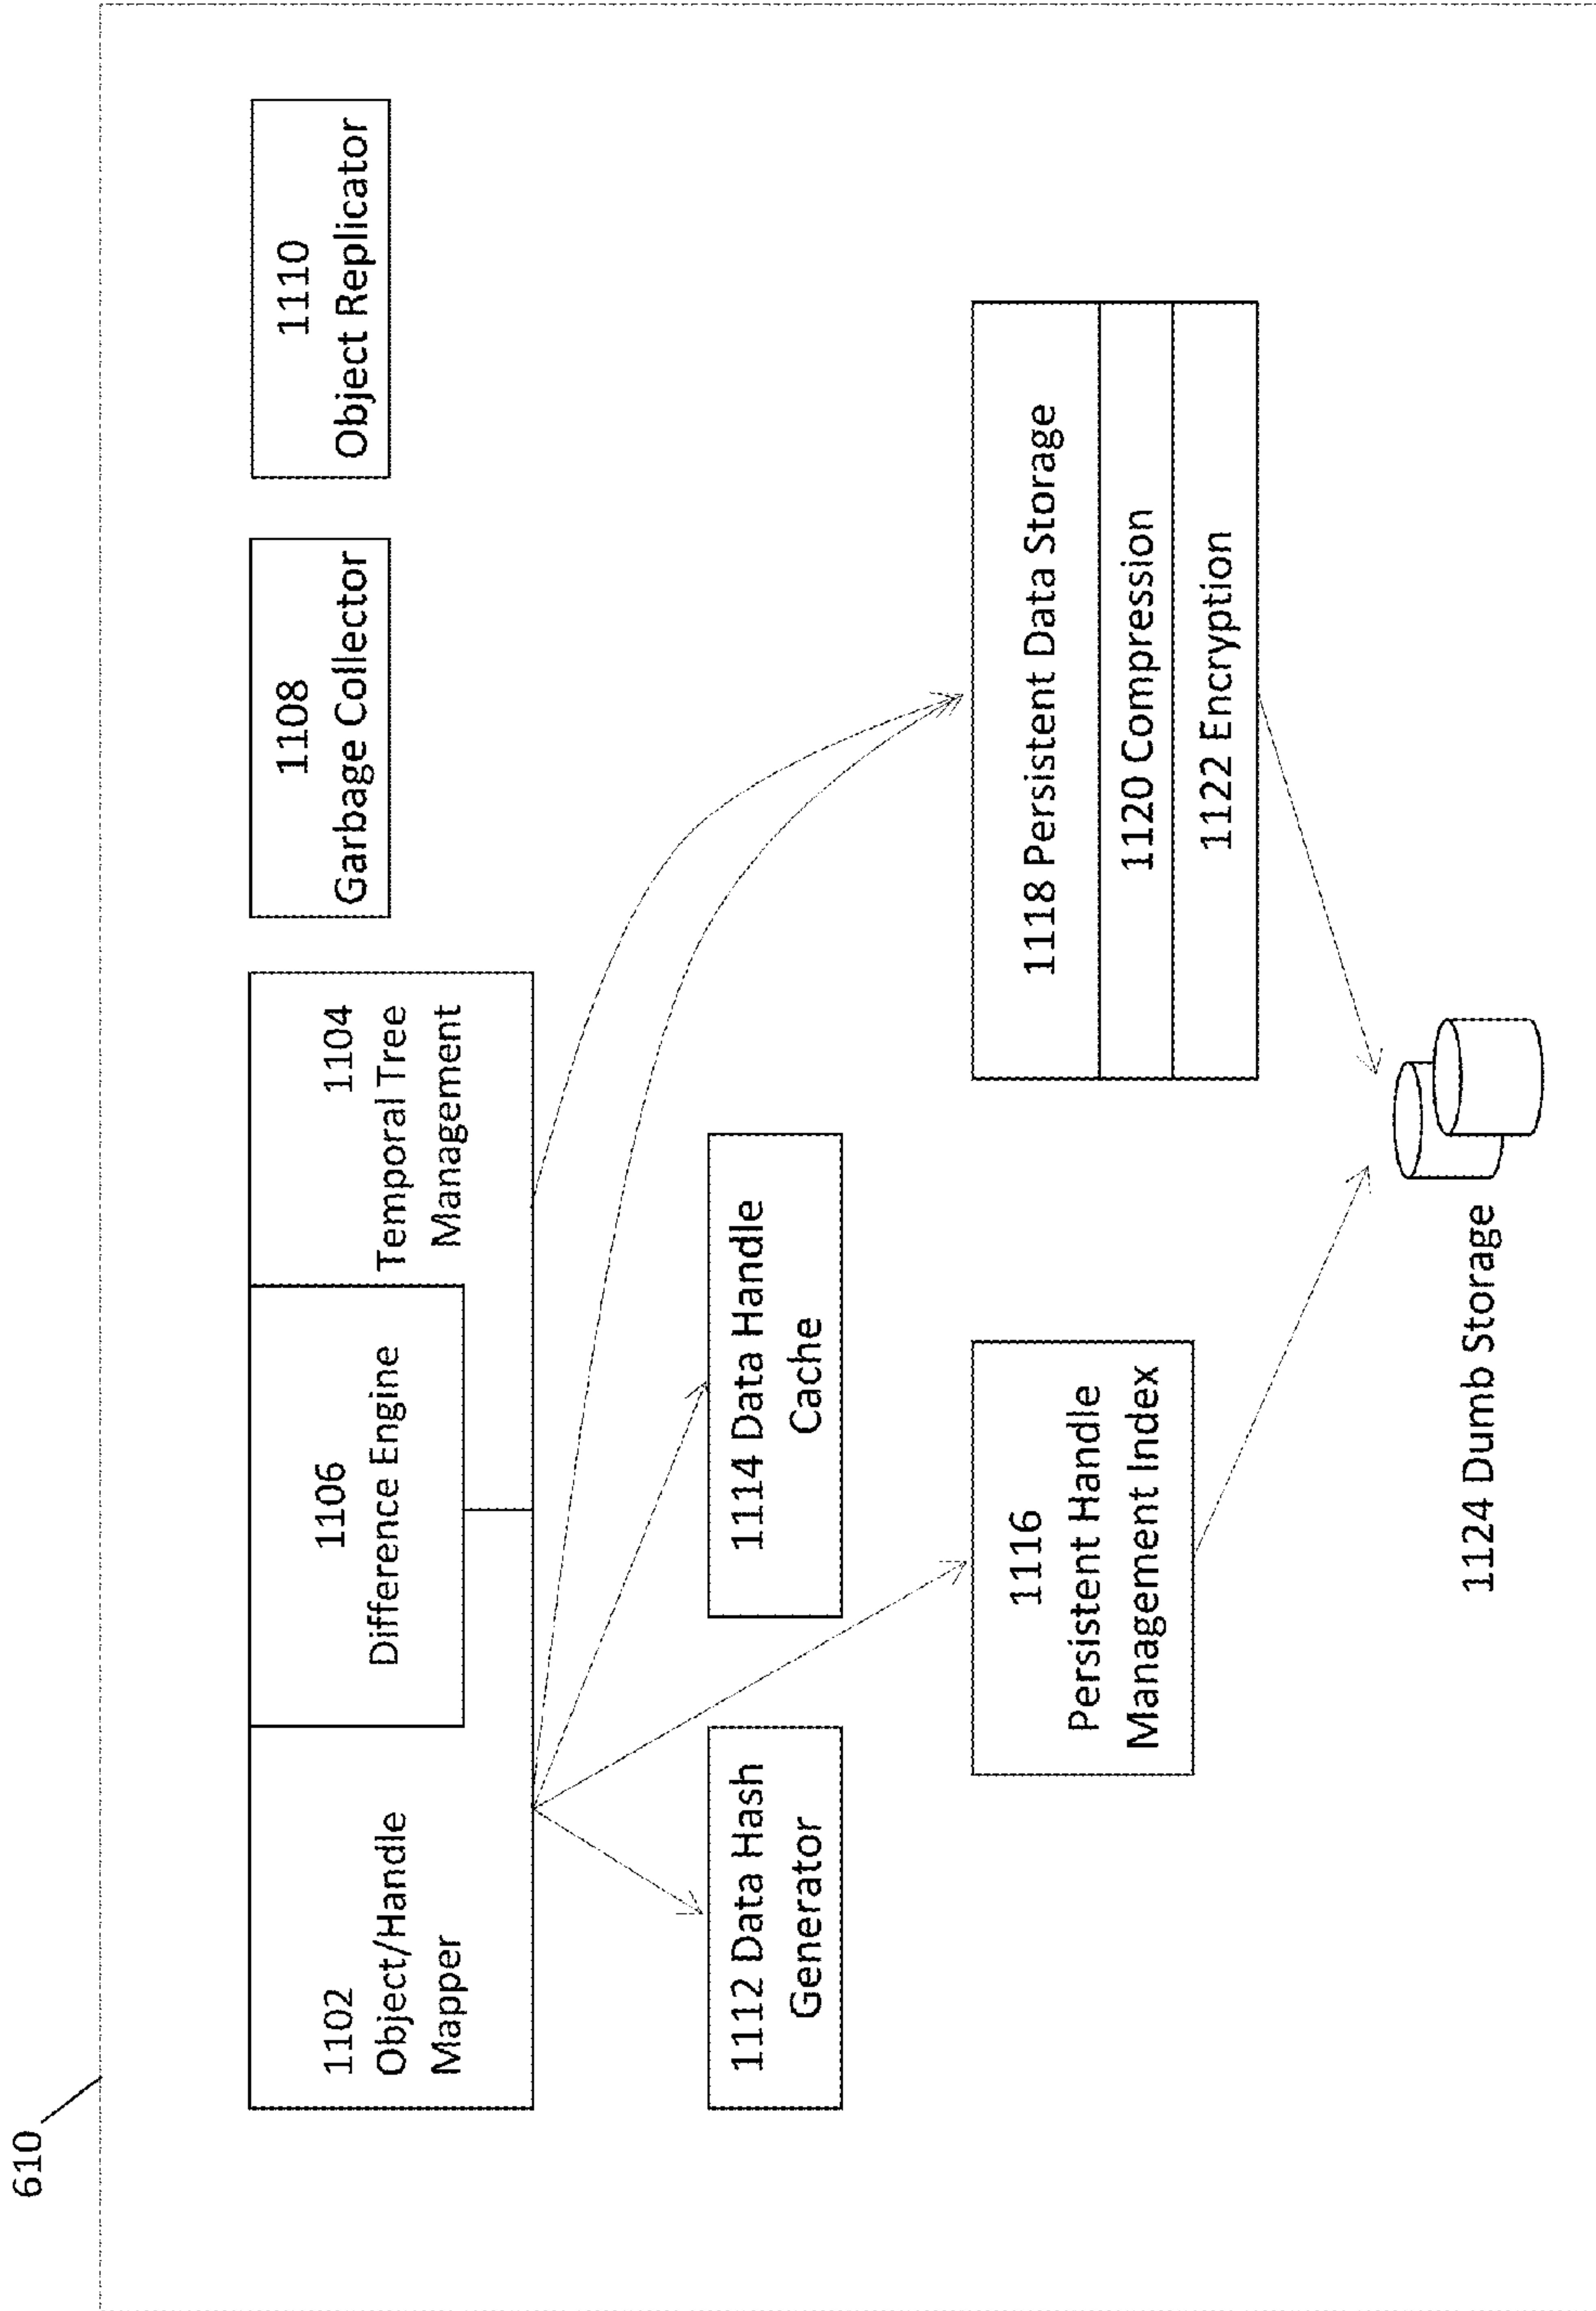 610
1102
Object/Handle
Mapper
1106
Difference Engine
1104
Temporal Tree
Management
1108
Garbage Collector
1110
Object Replicator
1112 Data Hash
Generator
1114 Data Handle
Cache
1116
Persistent Handle
Management Index
1118 Persistent Data Storage
1120 Compression
1122 Encryption
1124 Dumb Storage